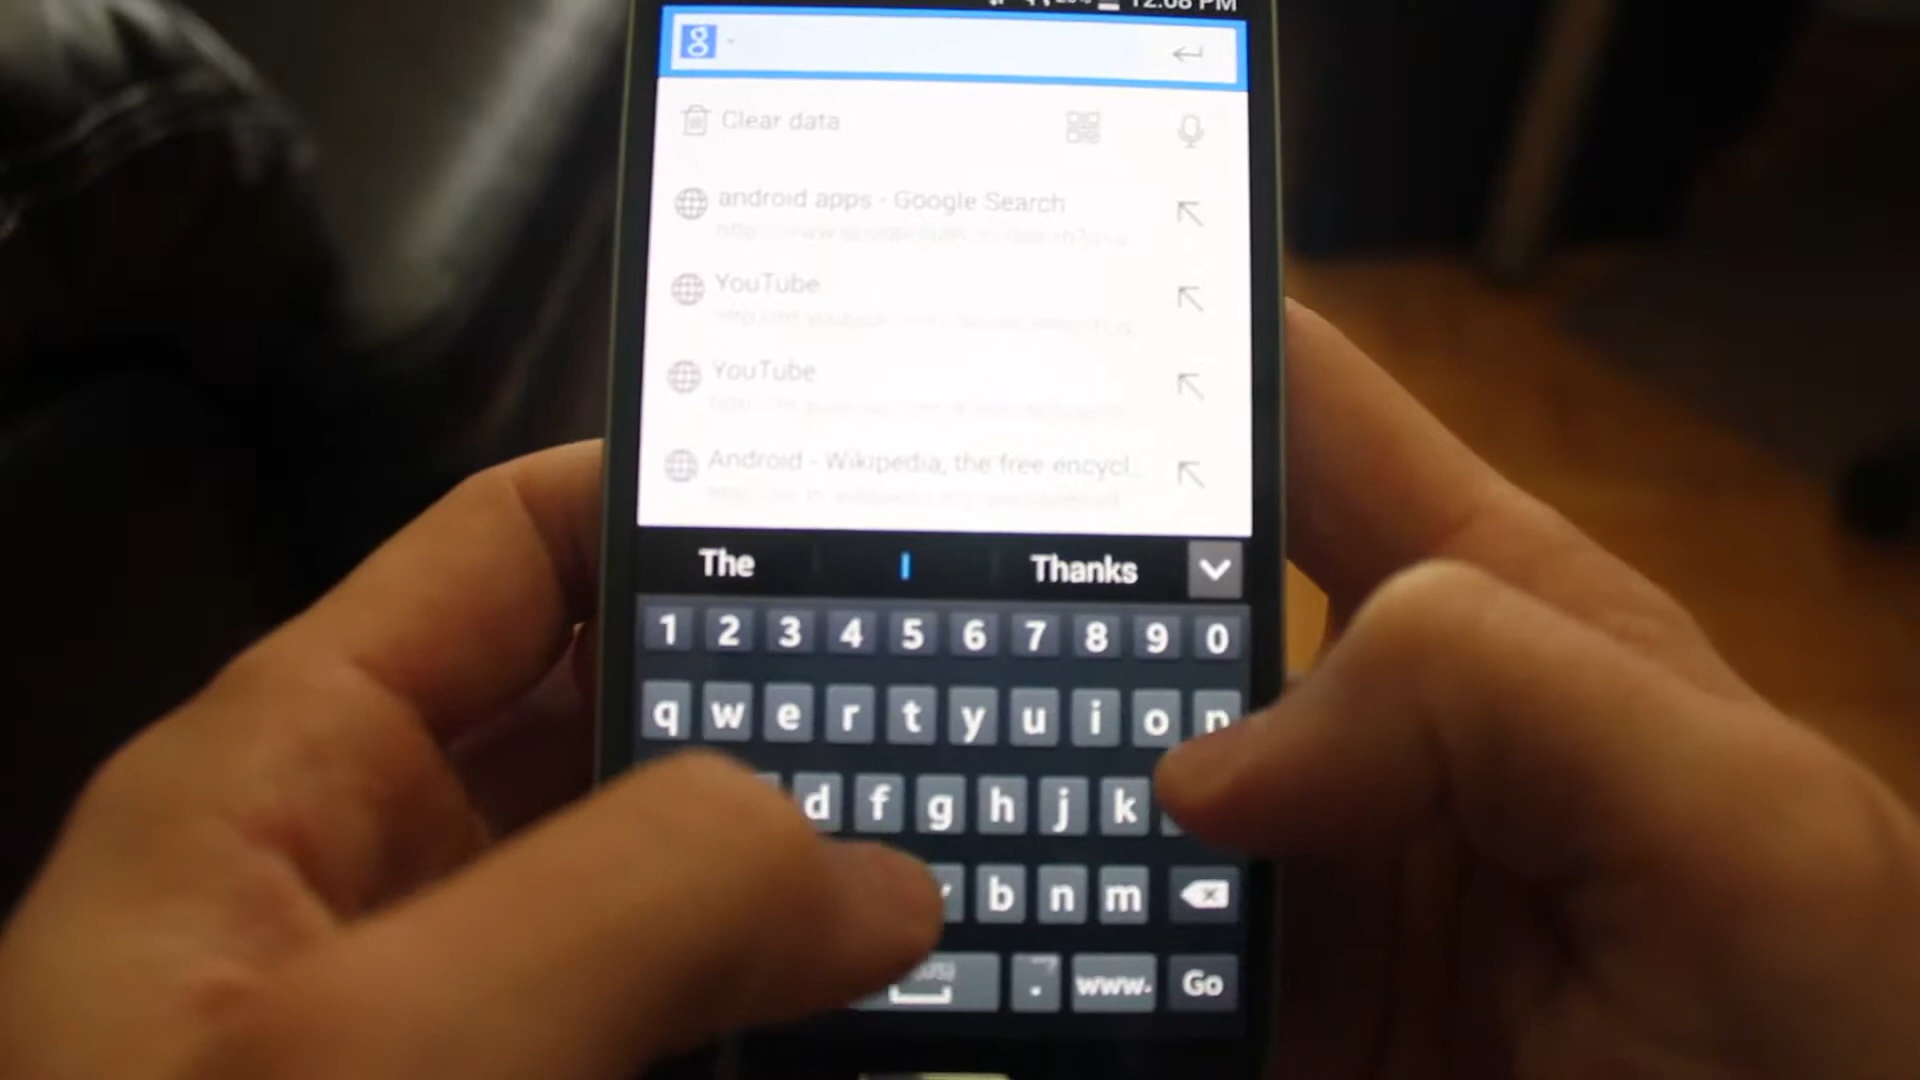 12:08 PM
g
Clear data
android apps - Google Search
YouTube
YouTube
Android - Wikipedia, the free encycl...
The I Thanks
1 2 3 4 5 6 7 8 9 0
q w e r t y u i o p
d f g h j k
b n m
. www. Go